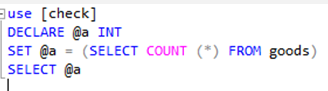 use [check]
DECLARE @a INT
SET @a = (SELECT COUNT (*) FROM goods)
SELECT @a